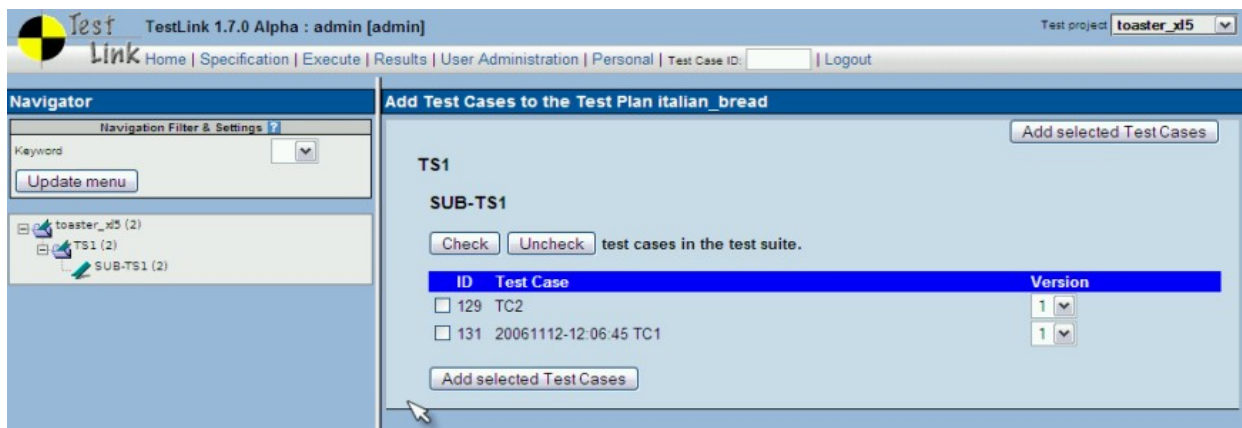 Test Link
TestLink 1.7.0 Alpha : admin [admin]
Test project toaster_xl5
Home | Specification | Execute | Results | User Administration | Personal | Test Case ID: | Logout
Navigator
Navigation Filter & Settings ?
Keyword
Update menu
toaster_xl5 (2)
TS1 (2)
SUB-TS1 (2)
Add Test Cases to the Test Plan italian_bread
Add selected Test Cases
TS1
SUB-TS1
Check Uncheck test cases in the test suite.
ID Test Case Version
129 TC2 1
131 20061112-12:06:45 TC1 1
Add selected Test Cases